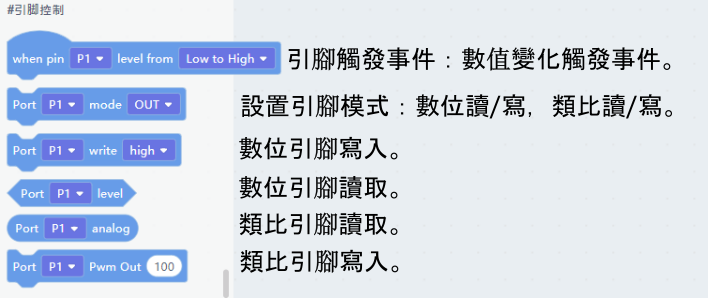 #引脚控制
when pin P1 level from Low to High 引腳觸發事件：數值變化觸發事件。
Port P1 mode OUT 設置引腳模式：數位讀/寫，類比讀/寫。
Port P1 write high 數位引腳寫入。
Port P1 level 數位引腳讀取。
Port P1 analog 類比引腳讀取。
Port P1 Pwm Out 100 類比引腳寫入。